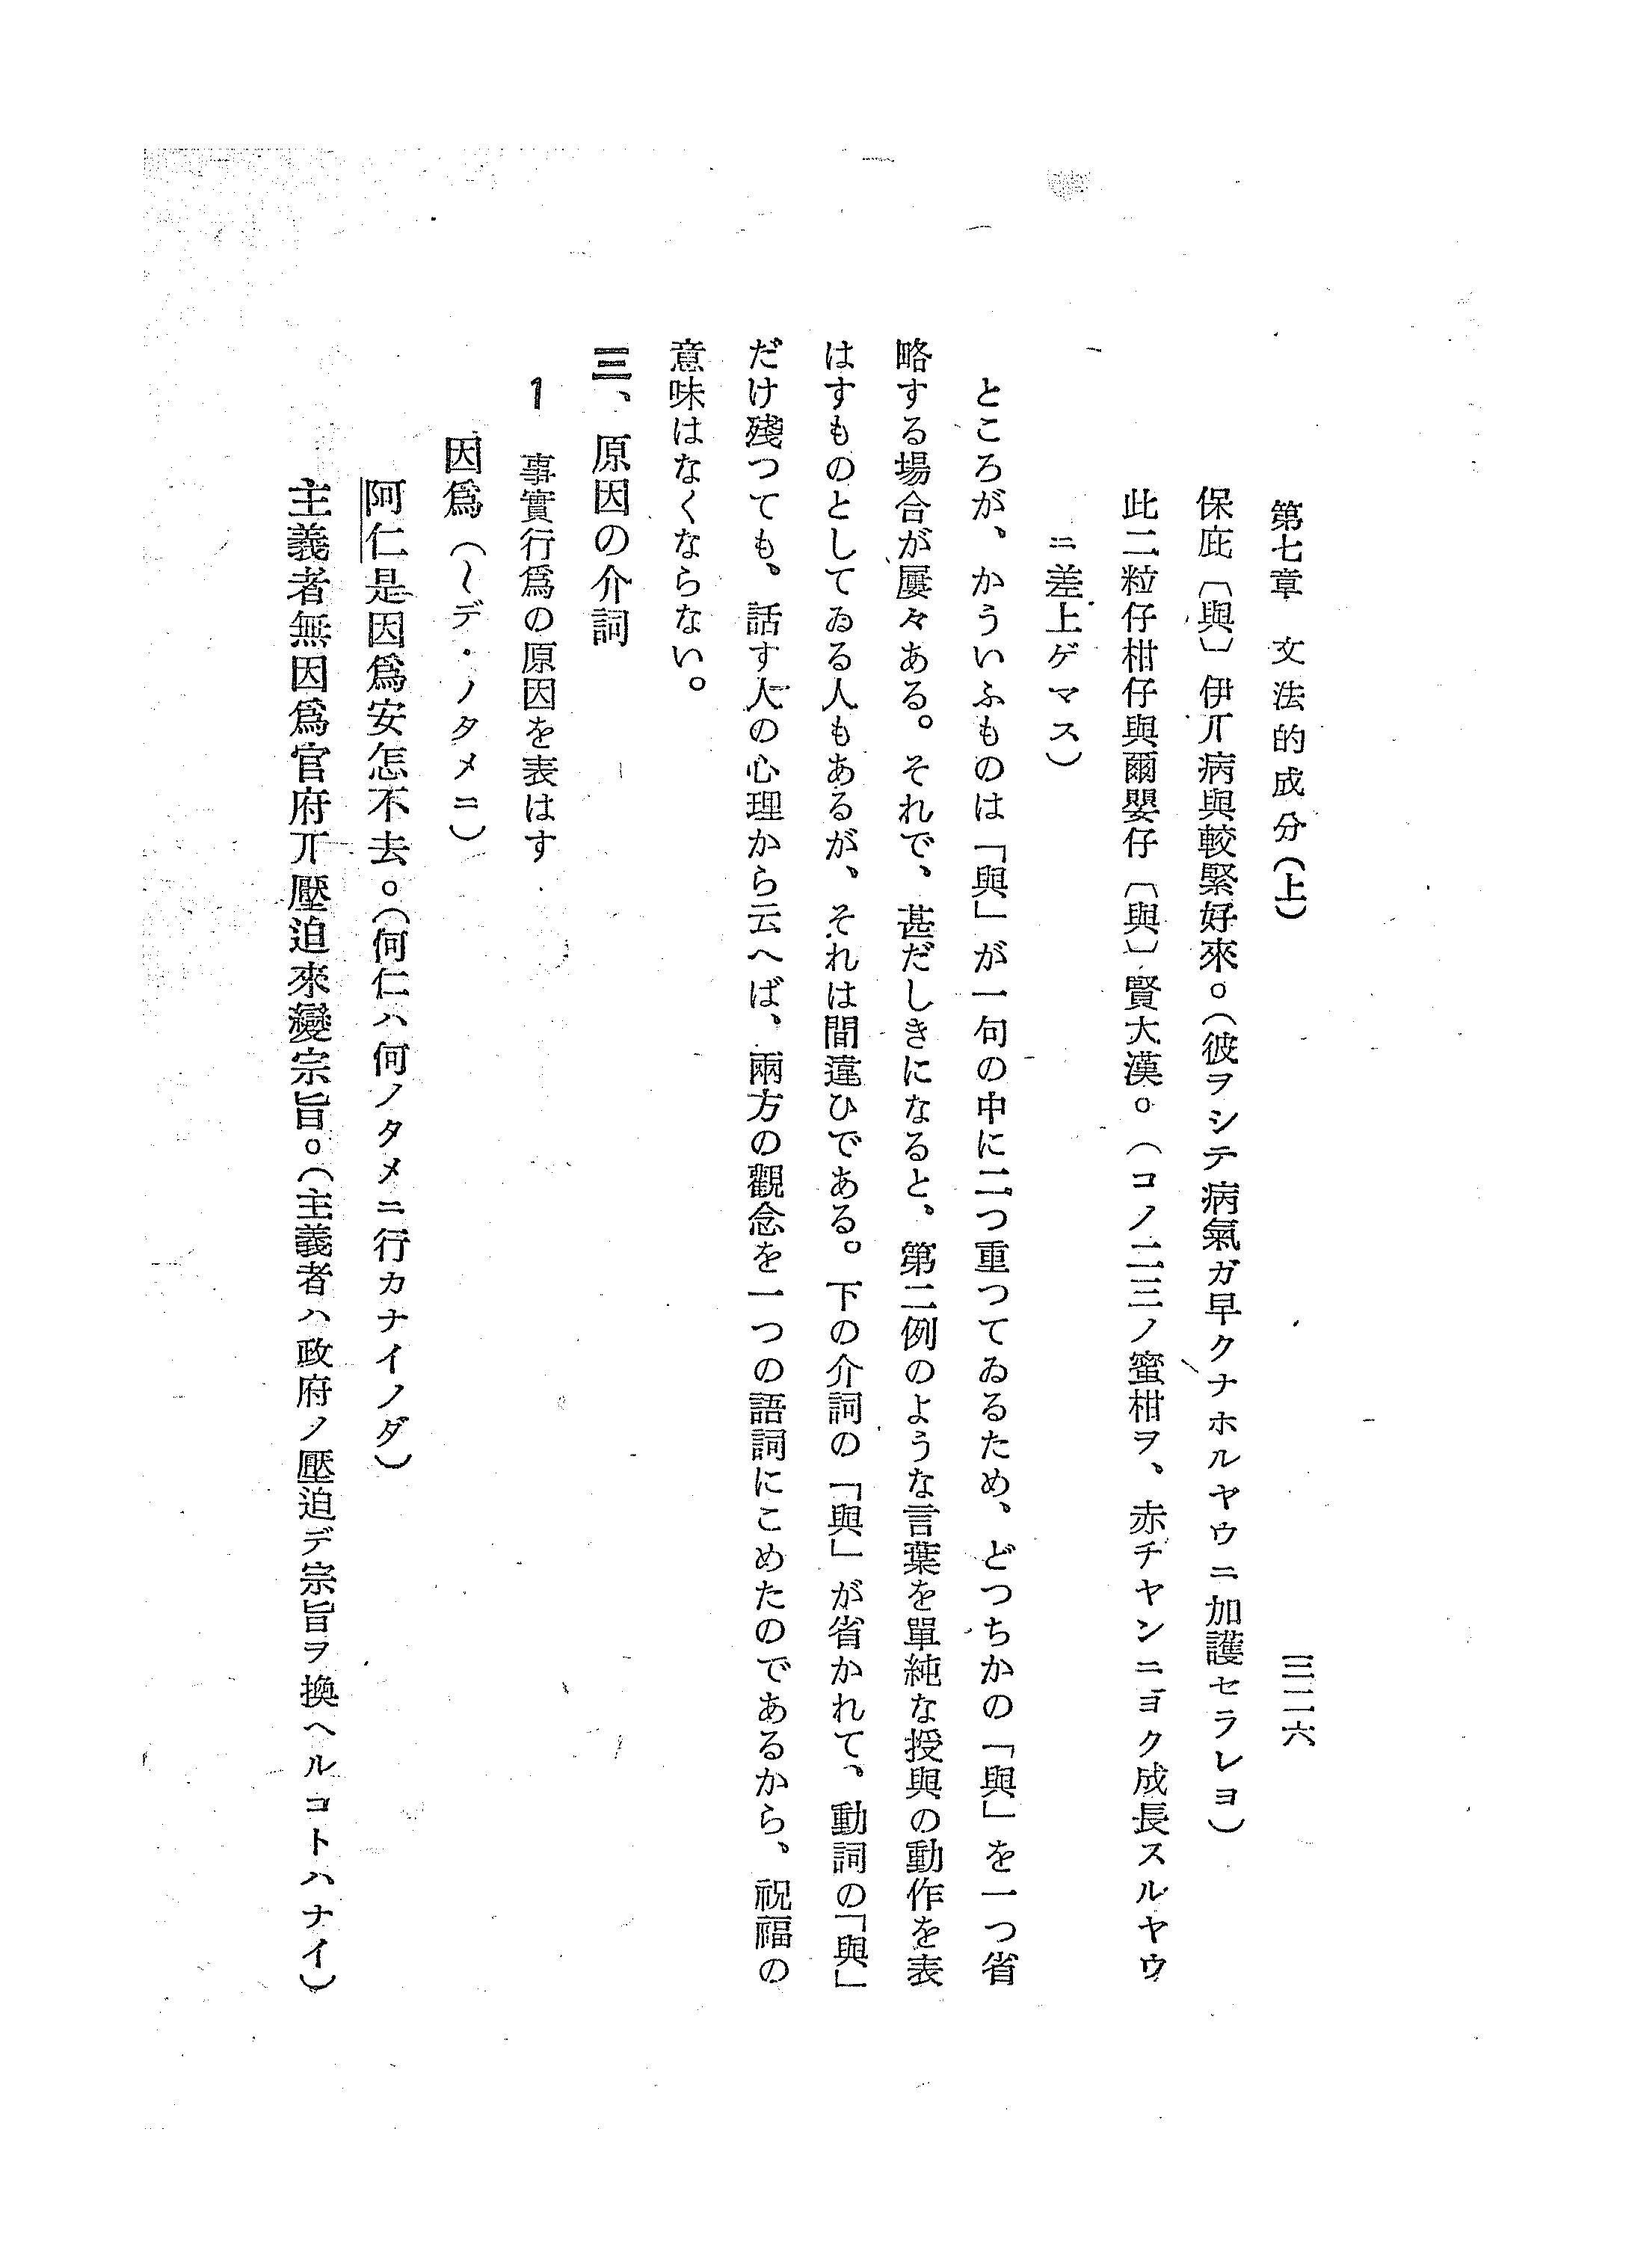 第七章　文法的成分(上)　三二六
保庇〔與〕伊丌病與較緊好來。(彼ヲシテ病氣ガ早クナホルヤウニ加護セラレヨ)
此二粒仔柑仔與爾嬰仔〔與〕賢大漢。(コノ二三ノ蜜柑ヲ、赤チヤンニヨク成長スルヤウ
ニ差上ゲマス)
ところが、かういふものは「與」が一句の中に二つ重つてゐるため、どつちかの「與」を一つ省
略する場合が屢々ある。それで、甚だしきになると、第二例のような言葉を單純な授與の動作を表
はすものとしてゐる人もあるが、それは間違ひである。下の介詞の「與」が省かれて、動詞の「與」
だけ殘つても、話す人の心理から云へば、兩方の觀念を一つの語詞にこめたのであるから、祝福の
意味はなくならない。
三、原因の介詞
1　事實行爲の原因を表はす
因爲(〜デ・ノタメニ)
阿仁是因爲安怎不去。(何仁ハ何ノタメニ行カナイノダ)
主義者無因爲官府丌壓迫來變宗旨。(主義者ハ政府ノ壓迫デ宗旨ヲ換ヘルコトハナイ)